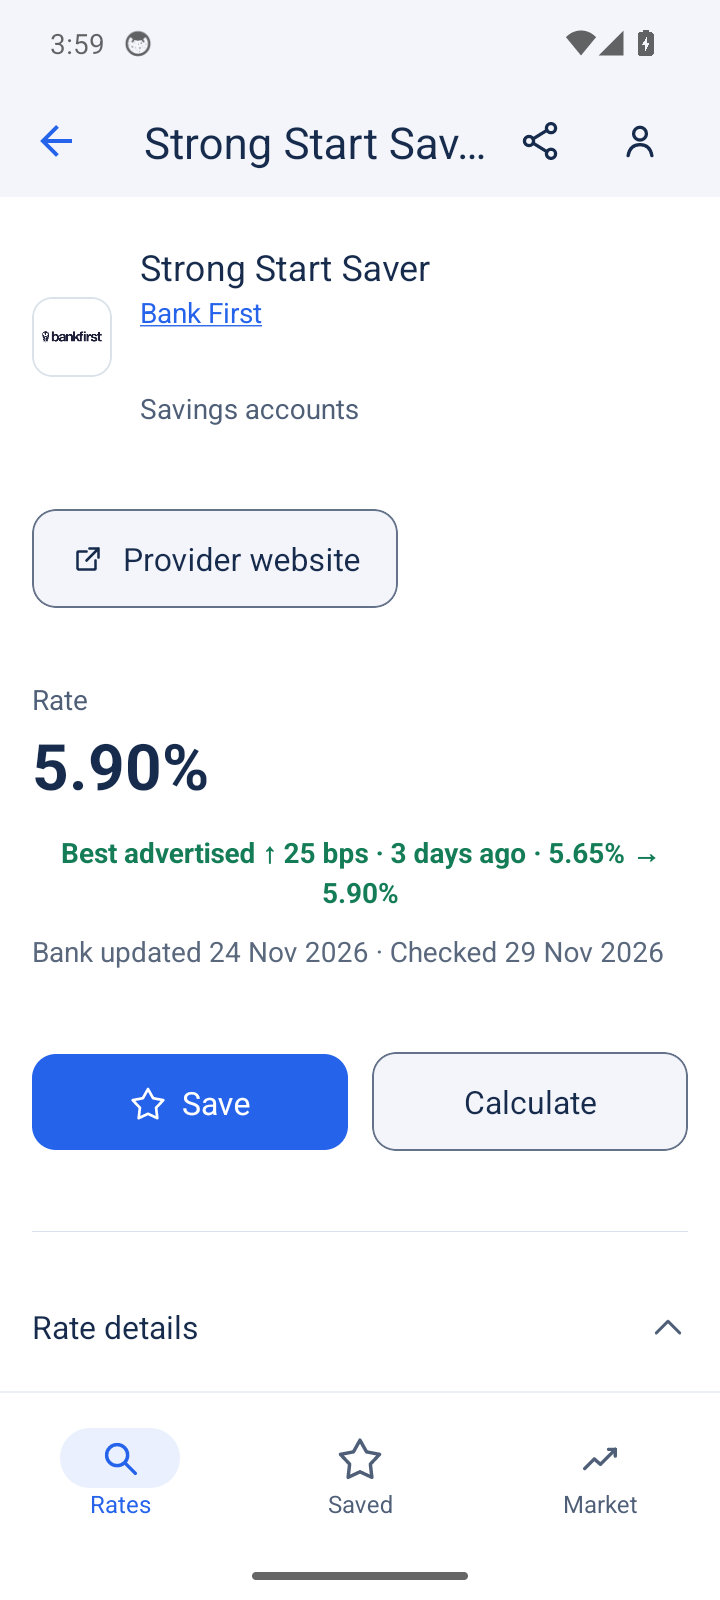 3:59
Strong Start Sav...
Strong Start Saver
Bank First
bankfirst
Savings accounts
Provider website
Rate
5.90%
Best advertised ↑ 25 bps · 3 days ago · 5.65% →
5.90%
Bank updated 24 Nov 2026 · Checked 29 Nov 2026
Save
Calculate
Rate details
Rates
Saved
Market